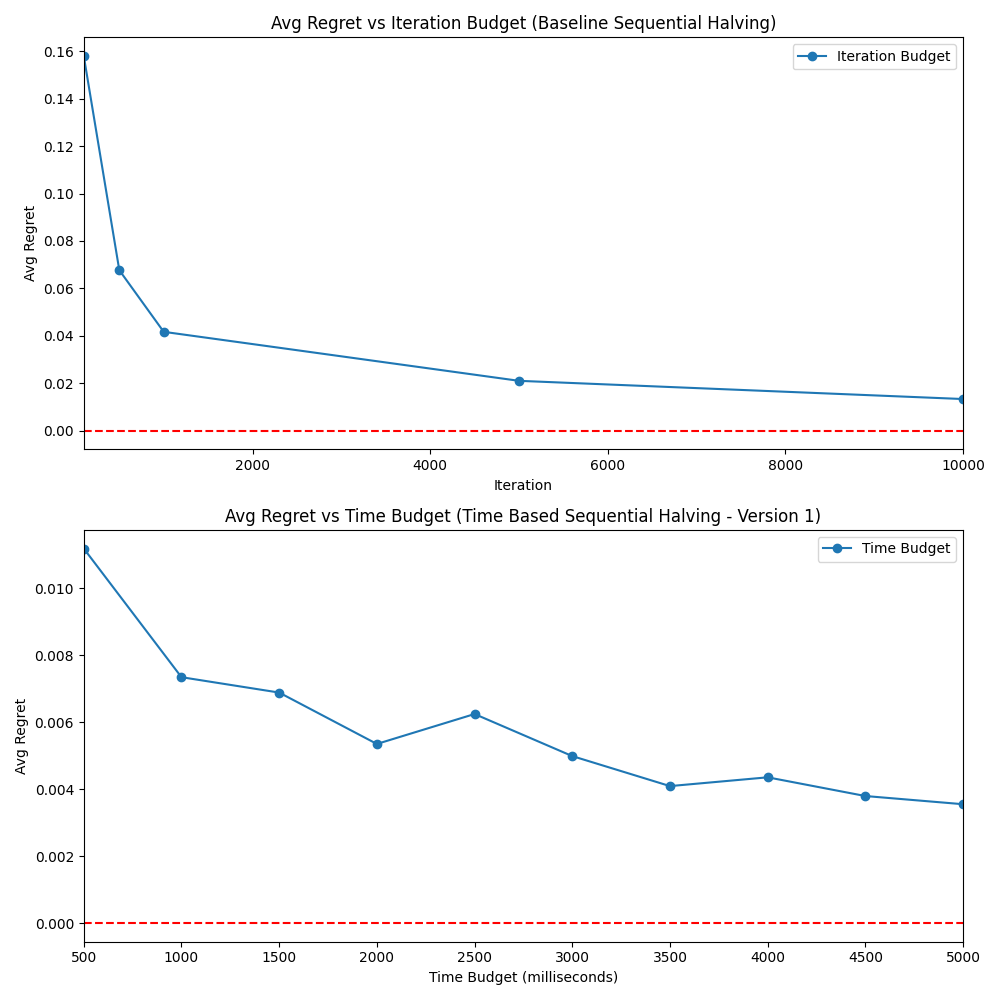 Avg Regret vs Iteration Budget (Baseline Sequential Halving)
Iteration Budget
0.16
0.14
0.12
0.10
0.08
0.06
0.04
0.02
0.00
Avg Regret
2000 4000 6000 8000 10000
Iteration
Avg Regret vs Time Budget (Time Based Sequential Halving - Version 1)
Time Budget
0.010
0.008
0.006
0.004
0.002
0.000
Avg Regret
500 1000 1500 2000 2500 3000 3500 4000 4500 5000
Time Budget (milliseconds)